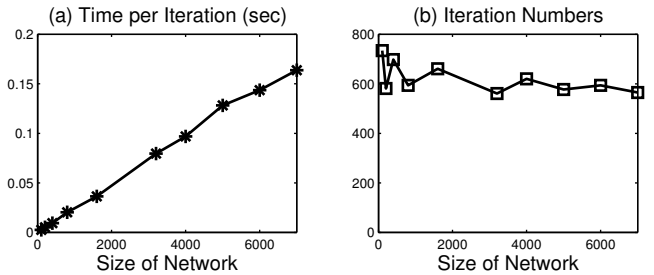 (a) Time per Iteration (sec)
0.2
0.15
0.1
0.05
0
0 2000 4000 6000
Size of Network
(b) Iteration Numbers
800
600
400
200
0
0 2000 4000 6000
Size of Network